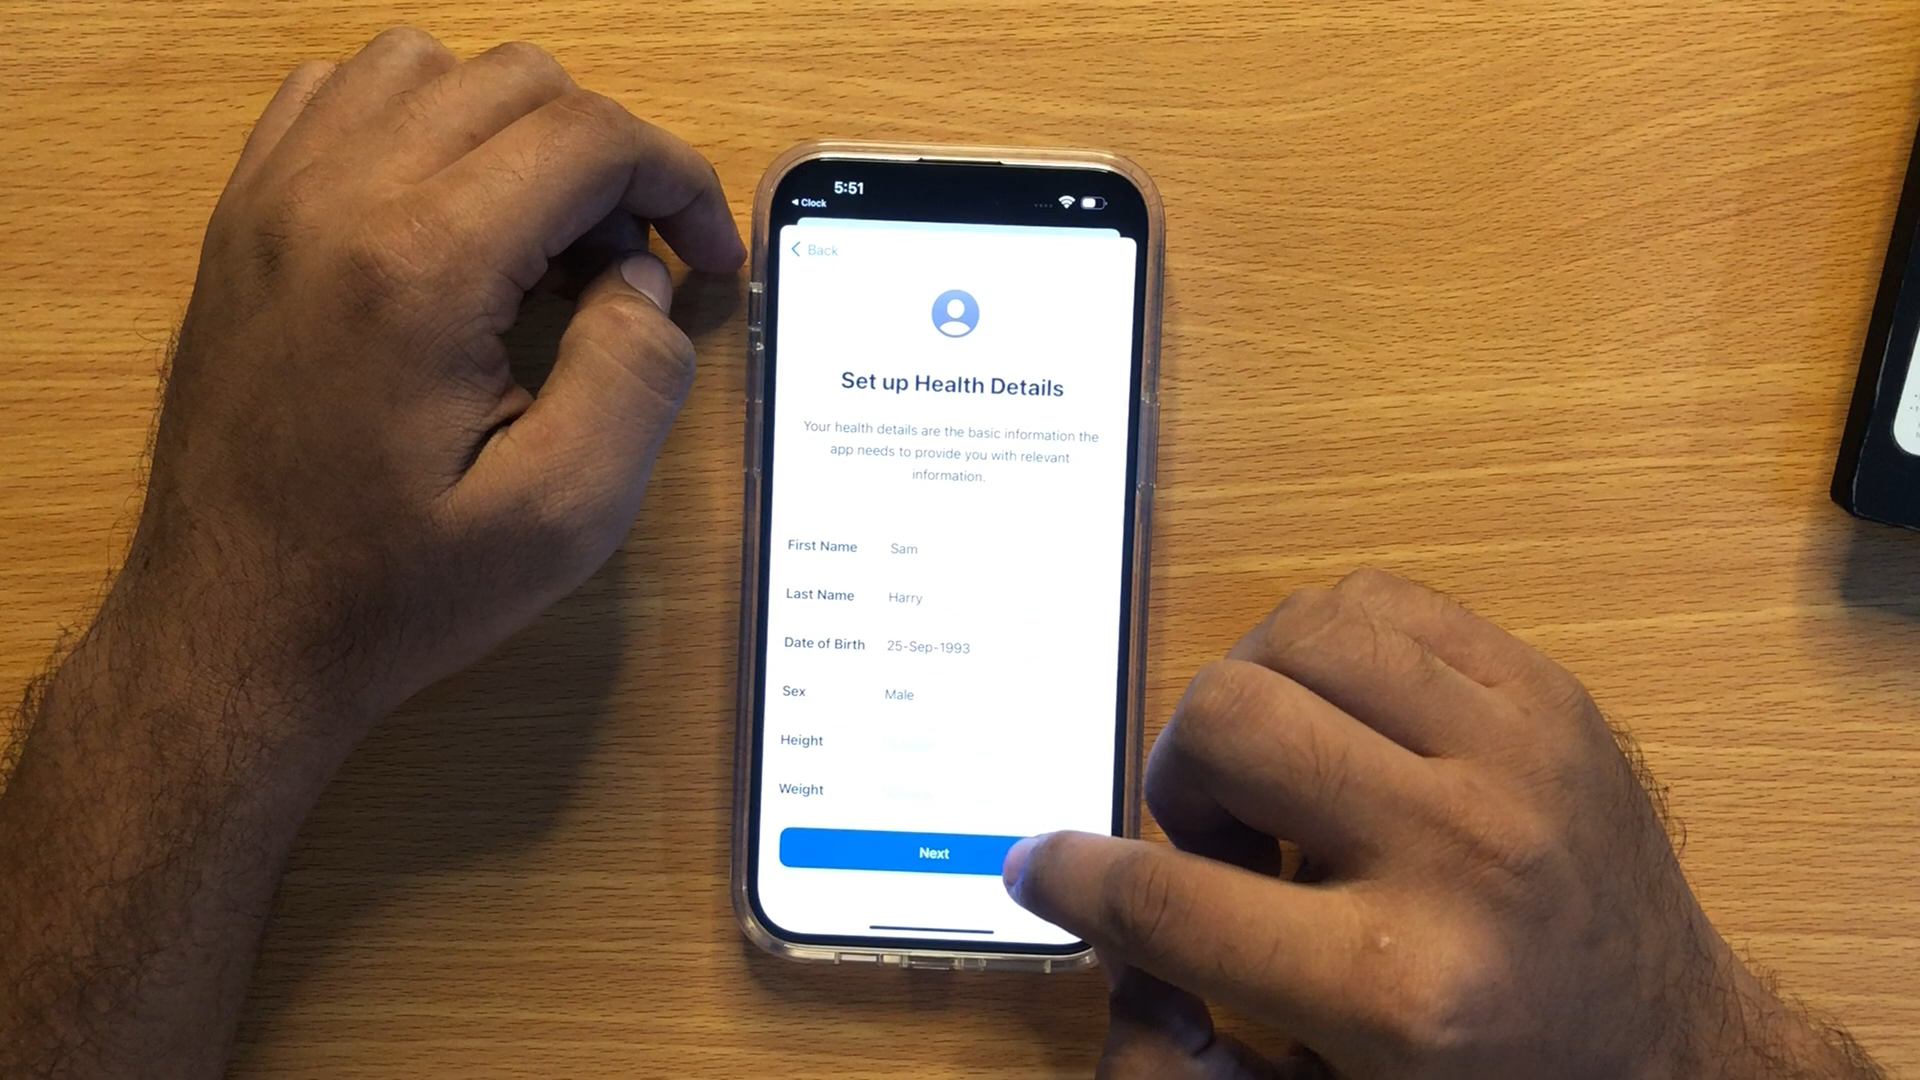 5:51
◀ Clock
Back
Set up Health Details
Your health details are the basic information the
app needs to provide you with relevant
information.
First Name Sam
Last Name Harry
Date of Birth 25-Sep-1993
Sex Male
Height
Weight
Next